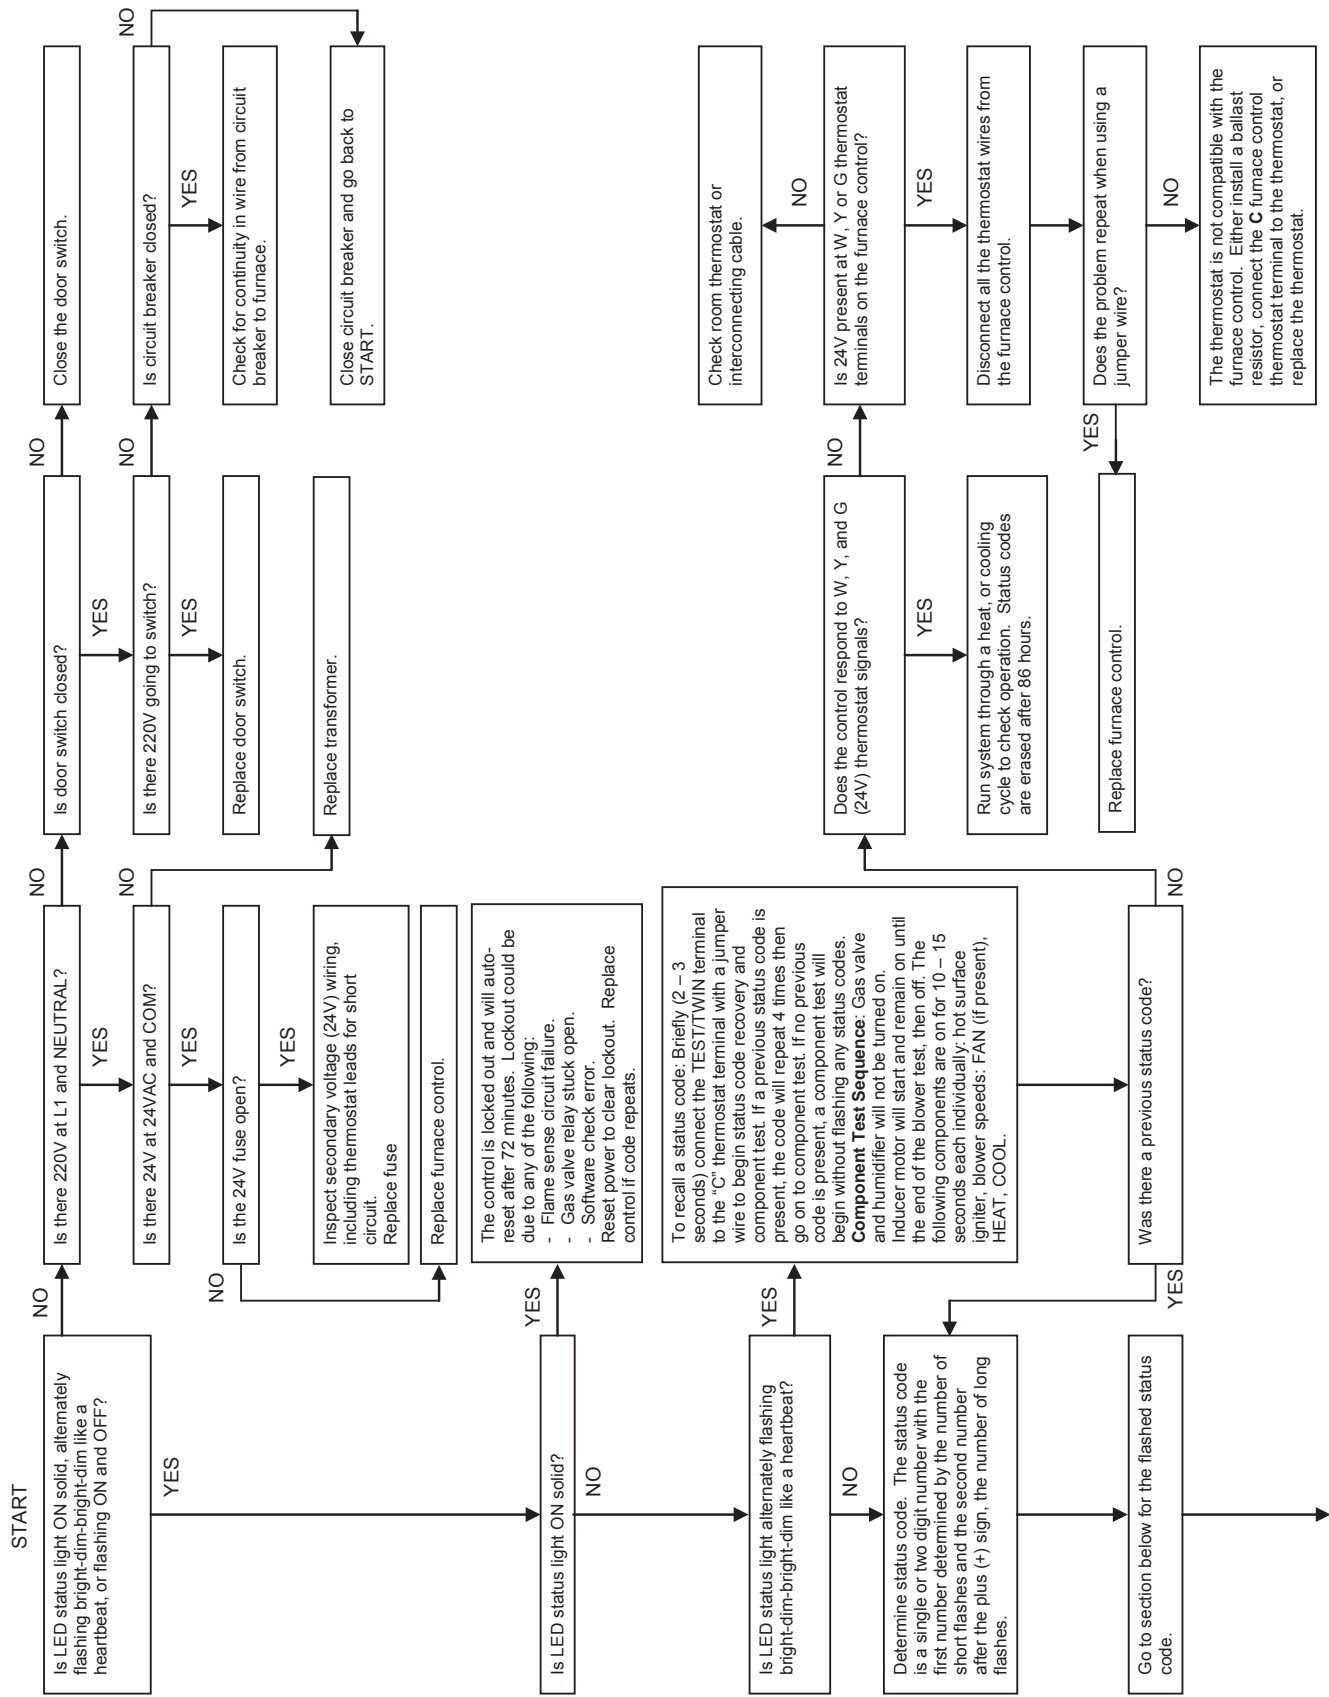 START
Is LED status light ON solid, alternately
flashing bright-dim-bright-dim like a
heartbeat, or flashing ON and OFF?
NO
YES
Is there 220V at L1 and NEUTRAL?
NO
YES
Is door switch closed?
NO
YES
Close the door switch.
Is there 24V at 24VAC and COM?
NO
YES
Is there 220V going to switch?
NO
YES
Is circuit breaker closed?
NO
YES
Is the 24V fuse open?
NO
YES
Replace door switch.
Check for continuity in wire from circuit
breaker to furnace.
Inspect secondary voltage (24V) wiring,
including thermostat leads for short
circuit.
Replace fuse
Replace transformer.
Close circuit breaker and go back to
START.
Replace furnace control.
Is LED status light ON solid?
YES
NO
The control is locked out and will auto-
reset after 72 minutes. Lockout could be
due to any of the following:
- Flame sense circuit failure.
- Gas valve relay stuck open.
- Software check error.
Reset power to clear lockout. Replace
control if code repeats.
Is LED status light alternately flashing
bright-dim-bright-dim like a heartbeat?
YES
NO
To recall a status code: Briefly (2 – 3
seconds) connect the TEST/TWIN terminal
to the “C” thermostat terminal with a jumper
wire to begin status code recovery and
component test. If a previous status code is
present, the code will repeat 4 times then
go on to component test. If no previous
code is present, a component test will
begin without flashing any status codes.
Component Test Sequence: Gas valve
and humidifier will not be turned on.
Inducer motor will start and remain on until
the end of the blower test, then off. The
following components are on for 10 – 15
seconds each individually: hot surface
igniter, blower speeds: FAN (if present),
HEAT, COOL.
Determine status code. The status code
is a single or two digit number with the
first number determined by the number of
short flashes and the second number
after the plus (+) sign, the number of long
flashes.
Was there a previous status code?
YES
NO
Go to section below for the flashed status
code.
Does the control respond to W, Y, and G
(24V) thermostat signals?
NO
YES
Run system through a heat, or cooling
cycle to check operation. Status codes
are erased after 86 hours.
Check room thermostat or
interconnecting cable.
NO
Is 24V present at W, Y or G thermostat
terminals on the furnace control?
YES
Disconnect all the thermostat wires from
the furnace control.
Does the problem repeat when using a
jumper wire?
YES
NO
Replace furnace control.
The thermostat is not compatible with the
furnace control. Either install a ballast
resistor, connect the C furnace control
thermostat terminal to the thermostat, or
replace the thermostat.